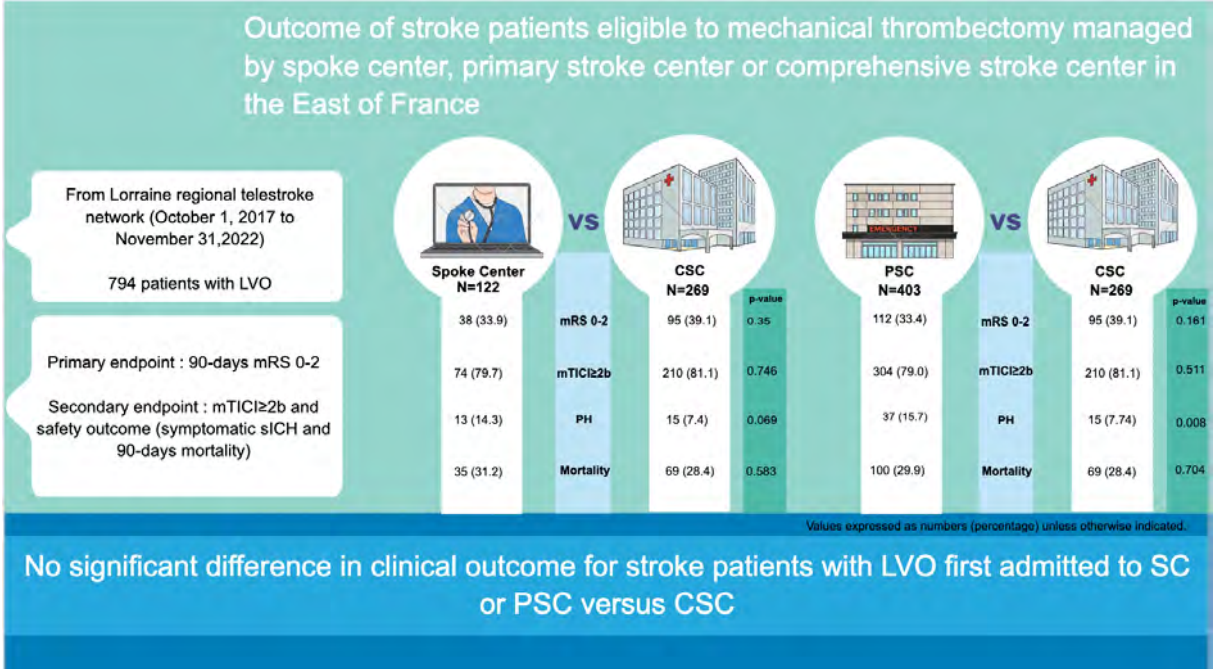 Outcome of stroke patients eligible to mechanical thrombectomy managed
by spoke center, primary stroke center or comprehensive stroke center in
the East of France
From Lorraine regional telestroke
network (October 1, 2017 to
November 31,2022)
794 patients with LVO
Primary endpoint : 90-days mRS 0-2
Secondary endpoint : mTICI≥2b and
safety outcome (symptomatic sICH and
90-days mortality)
vs
Spoke Center
N=122
CSC
N=269
p-value
38 (33.9) mRS 0-2 95 (39.1) 0.35
74 (79.7) mTICI≥2b 210 (81.1) 0.746
13 (14.3) PH 15 (7.4) 0.069
35 (31.2) Mortality 69 (28.4) 0.583
EMERGENCY
vs
PSC
N=403
CSC
N=269
p-value
112 (33.4) mRS 0-2 95 (39.1) 0.161
304 (79.0) mTICI≥2b 210 (81.1) 0.511
37 (15.7) PH 15 (7.74) 0.008
100 (29.9) Mortality 69 (28.4) 0.704
Values expressed as numbers (percentage) unless otherwise indicated.
No significant difference in clinical outcome for stroke patients with LVO first admitted to SC
or PSC versus CSC